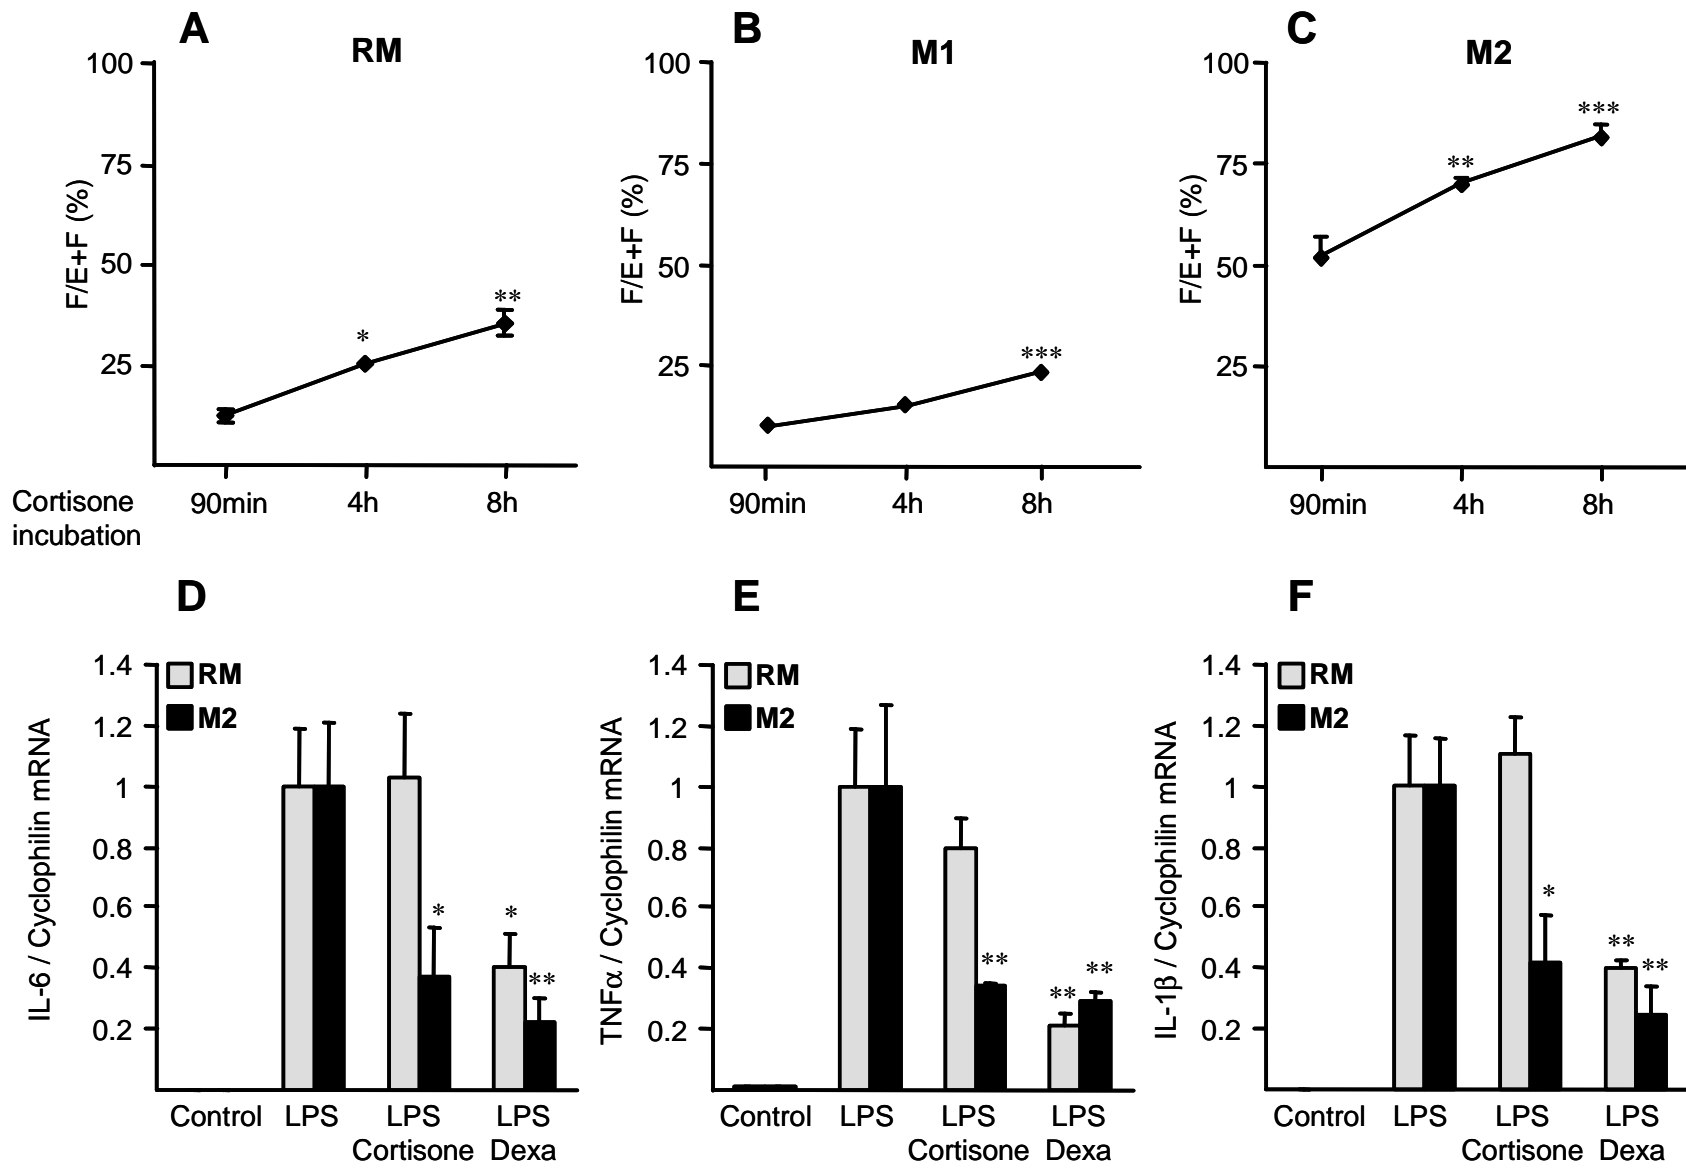 A
RM
100
75
50
25
F/E+F (%)
*
**
Cortisone
incubation
90min 4h 8h
B
M1
100
75
50
25
F/E+F (%)
***
90min 4h 8h
C
M2
100
75
50
25
F/E+F (%)
**
***
90min 4h 8h
D
1.4
1.2
1
0.8
0.6
0.4
0.2
IL-6 / Cyclophilin mRNA
RM
M2
*
*
**
Control LPS LPS LPS
Cortisone Dexa
E
1.4
1.2
1
0.8
0.6
0.4
0.2
TNFα / Cyclophilin mRNA
RM
M2
**
**
**
Control LPS LPS LPS
Cortisone Dexa
F
1.4
1.2
1
0.8
0.6
0.4
0.2
IL-1β / Cyclophilin mRNA
RM
M2
*
**
**
Control LPS LPS LPS
Cortisone Dexa